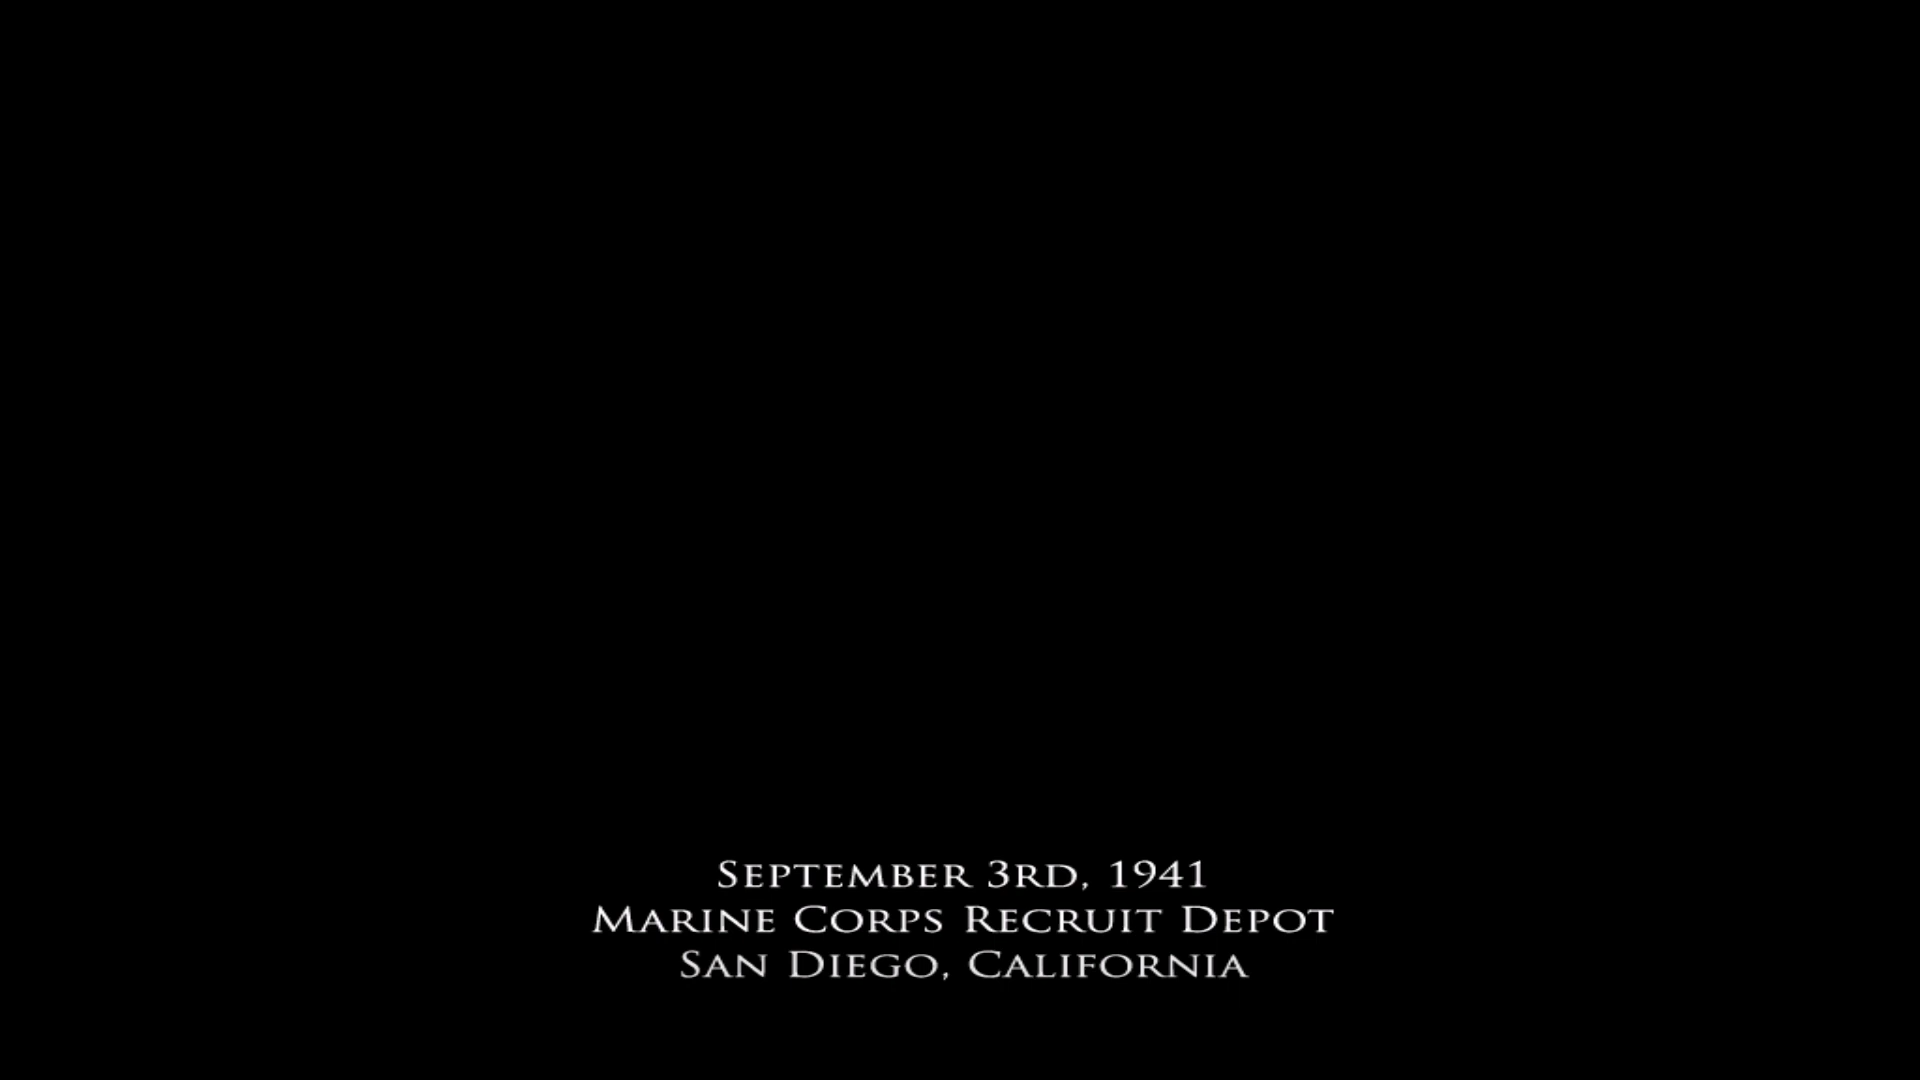 September 3rd, 1941
Marine Corps Recruit Depot
San Diego, California